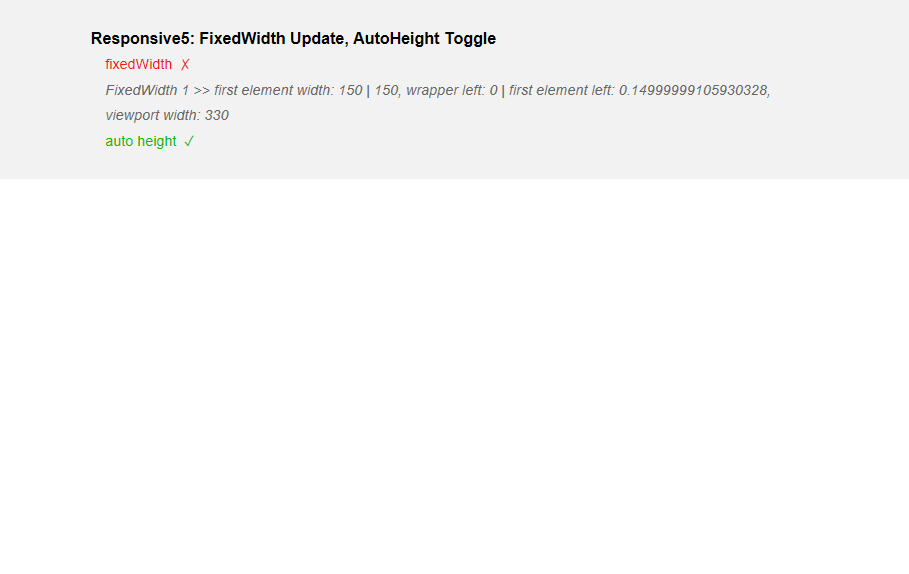 Responsive5: FixedWidth Update, AutoHeight Toggle
fixedWidth ✗
FixedWidth 1 >> first element width: 150 | 150, wrapper left: 0 | first element left: 0.14999999105930328,
viewport width: 330
auto height ✓